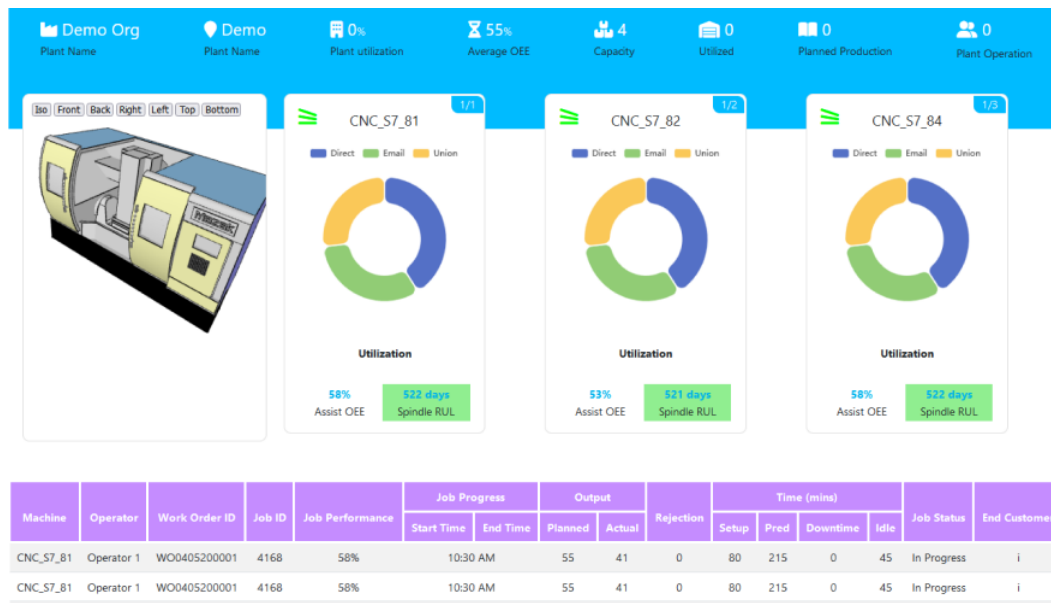 Demo Org
Plant Name
Demo
Plant Name
0%
Plant utilization
55%
Average OEE
4
Capacity
0
Utilized
0
Planned Production
0
Plant Operation
Iso Front Back Right Left Top Bottom
Mazak
1/1
CNC_S7_81
Direct Email Union
Utilization
58%
Assist OEE
522 days
Spindle RUL
1/2
CNC_S7_82
Direct Email Union
Utilization
53%
Assist OEE
521 days
Spindle RUL
1/3
CNC_S7_84
Direct Email Union
Utilization
58%
Assist OEE
522 days
Spindle RUL
Machine Operator Work Order ID Job ID Job Performance Job Progress Output Rejection Time (mins) Job Status End Custome
Start Time End Time Planned Actual Setup Pred Downtime Idle
CNC_S7_81 Operator 1 WO0405200001 4168 58% 10:30 AM 55 41 0 80 215 0 45 In Progress i
CNC_S7_81 Operator 1 WO0405200001 4168 58% 10:30 AM 55 41 0 80 215 0 45 In Progress i